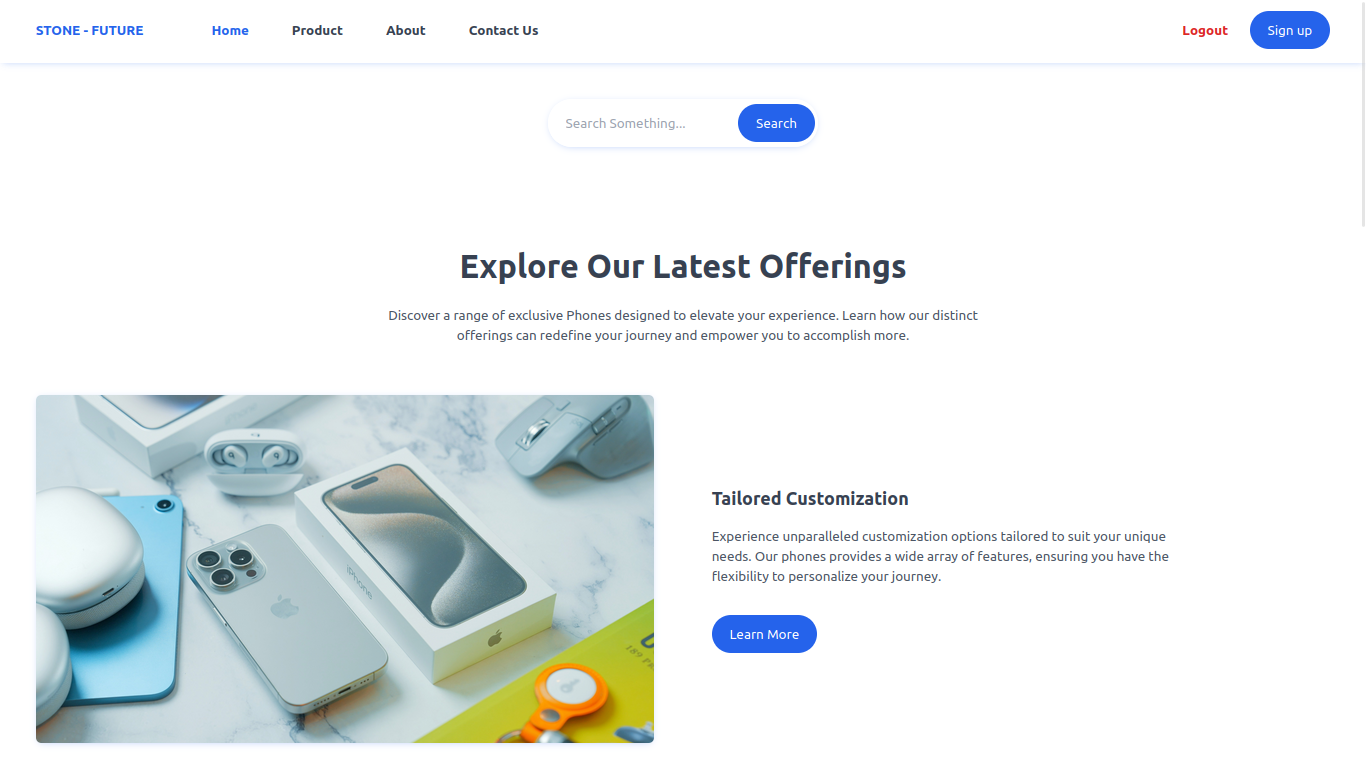 STONE - FUTURE Home Product About Contact Us Logout Sign up
Search Something... Search
Explore Our Latest Offerings
Discover a range of exclusive Phones designed to elevate your experience. Learn how our distinct
offerings can redefine your journey and empower you to accomplish more.
iPhone
Tailored Customization
Experience unparalleled customization options tailored to suit your unique
needs. Our phones provides a wide array of features, ensuring you have the
flexibility to personalize your journey.
Learn More